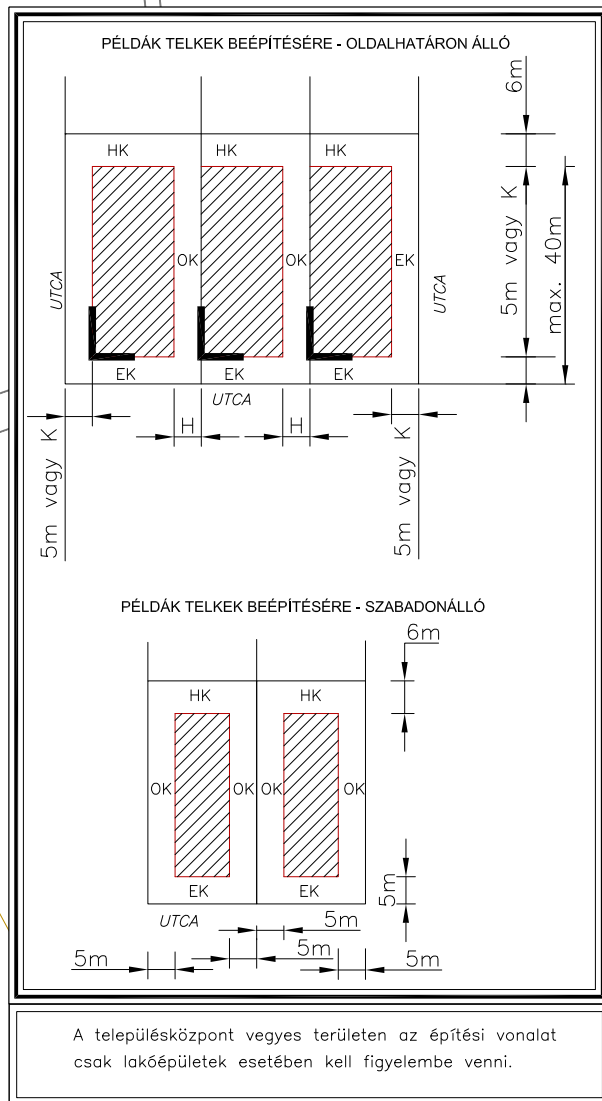 PÉLDÁK TELKEK BEÉPÍTÉSÉRE - OLDALHATÁRON ÁLLÓ
6m
HK HK HK
OK OK EK
UTCA UTCA
5m vagy K
max. 40m
EK EK EK
UTCA
H H
5m vagy K 5m vagy K
PÉLDÁK TELKEK BEÉPÍTÉSÉRE - SZABADONÁLLÓ
6m
HK HK
OK OK OK OK
EK EK
5m
UTCA
5m
5m
5m 5m
A településközpont vegyes területen az építési vonalat
csak lakóépületek esetében kell figyelembe venni.